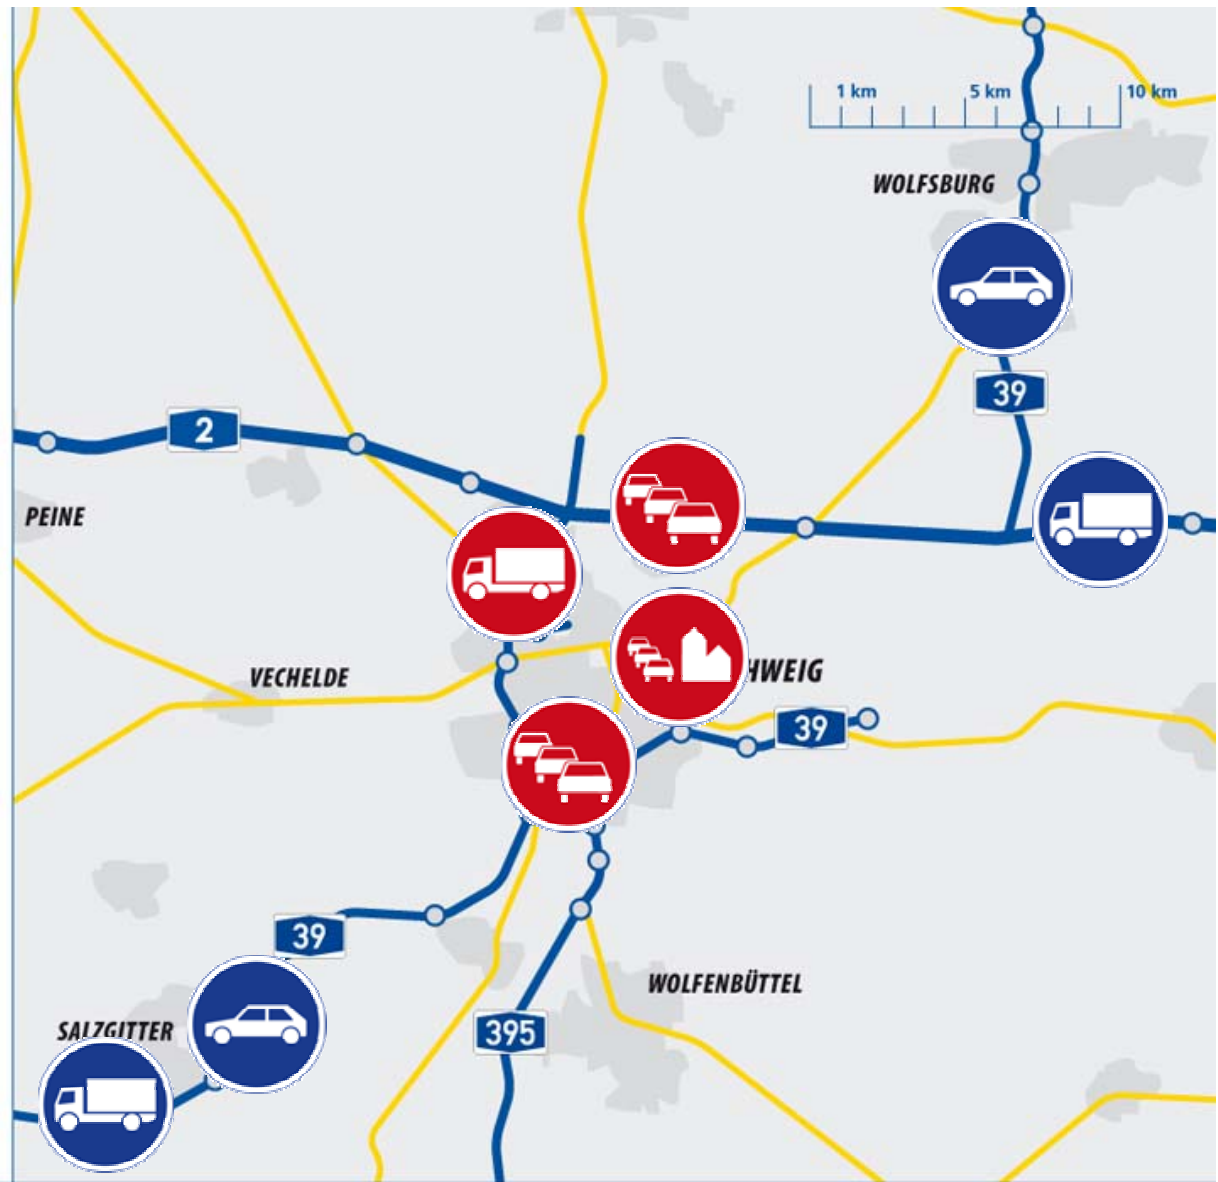 1 km 5 km 10 km
WOLFSBURG
39
2
PEINE
VECHELDE
HWEIG
39
39
WOLFENBÜTTEL
SALZGITTER
395